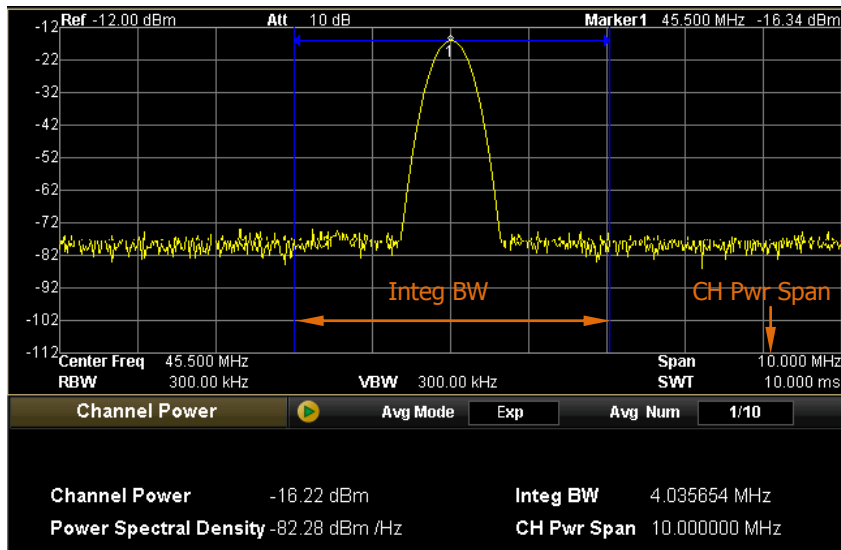 Ref -12.00 dBm Att 10 dB Marker1 45.500 MHz -16.34 dBm
-12
-22
-32
-42
-52
-62
-72
-82
-92
-102
-112
1
Integ BW
CH Pwr Span
Center Freq 45.500 MHz Span 10.000 MHz
RBW 300.00 kHz VBW 300.00 kHz SWT 10.000 ms
Channel Power Avg Mode Exp Avg Num 1/10
Channel Power -16.22 dBm Integ BW 4.035654 MHz
Power Spectral Density -82.28 dBm /Hz CH Pwr Span 10.000000 MHz